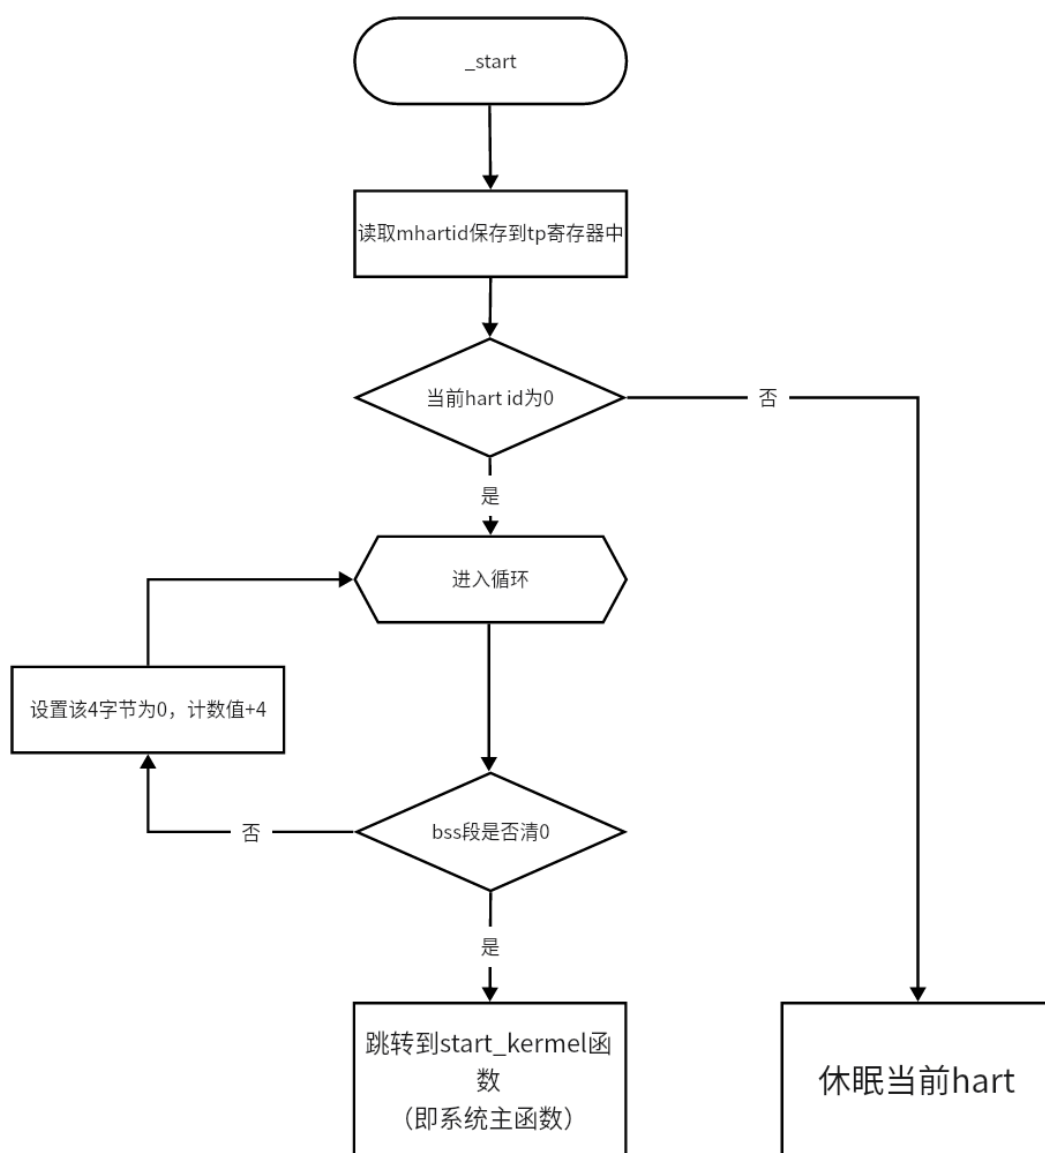 _start
读取mhartid保存到tp寄存器中
当前hart id为0
否
是
进入循环
设置该4字节为0，计数值+4
bss段是否清0
否
是
跳转到start_kermel函
数
（即系统主函数）
休眠当前hart